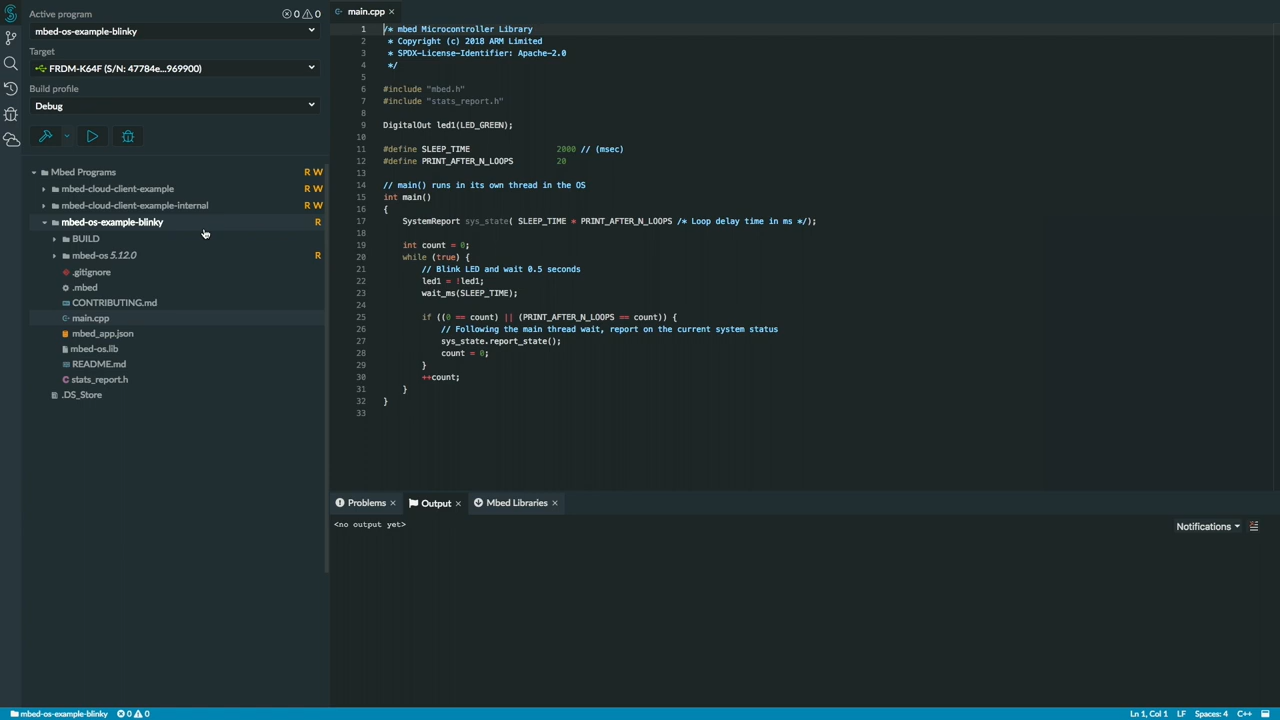 Active program
0 0
mbed-os-example-blinky
Target
FRDM-K64F (S/N: 47784e...969900)
Build profile
Debug
Mbed Programs R W
mbed-cloud-client-example R W
mbed-cloud-client-example-internal R W
mbed-os-example-blinky R
BUILD
mbed-os 5.12.0 R
.gitignore
.mbed
CONTRIBUTING.md
main.cpp
mbed_app.json
mbed-os.lib
README.md
stats_report.h
.DS_Store
main.cpp ×
1 /* mbed Microcontroller Library
2 * Copyright (c) 2018 ARM Limited
3 * SPDX-License-Identifier: Apache-2.0
4 */
5
6 #include "mbed.h"
7 #include "stats_report.h"
8
9 DigitalOut led1(LED_GREEN);
10
11 #define SLEEP_TIME 2000 // (msec)
12 #define PRINT_AFTER_N_LOOPS 20
13
14 // main() runs in its own thread in the OS
15 int main()
16 {
17 SystemReport sys_state( SLEEP_TIME * PRINT_AFTER_N_LOOPS /* Loop delay time in ms */);
18
19 int count = 0;
20 while (true) {
21 // Blink LED and wait 0.5 seconds
22 led1 = !led1;
23 wait_ms(SLEEP_TIME);
24
25 if ((0 == count) || (PRINT_AFTER_N_LOOPS == count)) {
26 // Following the main thread wait, report on the current system status
27 sys_state.report_state();
28 count = 0;
29 }
30 ++count;
31 }
32 }
33
Problems × Output × Mbed Libraries ×
<no output yet>
Notifications
mbed-os-example-blinky 0 0
Ln 1, Col 1 LF Spaces: 4 C++